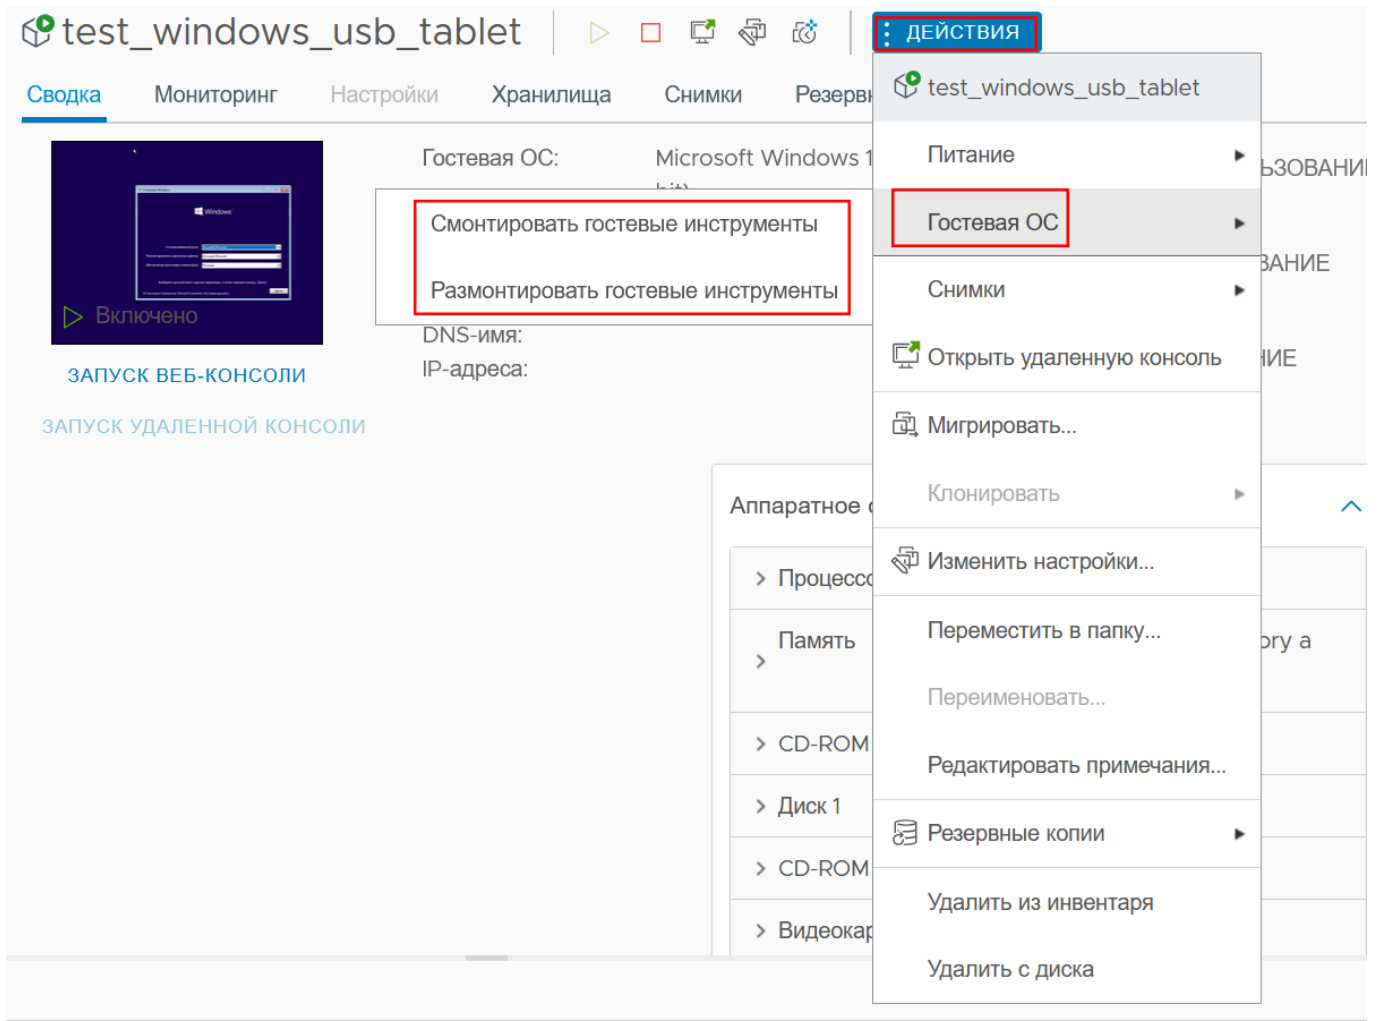 test_windows_usb_tablet
ДЕЙСТВИЯ
Сводка Мониторинг Настройки Хранилища Снимки Резерв
test_windows_usb_tablet
Питание
Гостевая ОС
Снимки
Открыть удаленную консоль
Мигрировать...
Клонировать
Изменить настройки...
Переместить в папку...
Переименовать...
Редактировать примечания...
Резервные копии
Удалить из инвентаря
Удалить с диска
Смонтировать гостевые инструменты
Размонтировать гостевые инструменты
Windows
Включено
ЗАПУСК ВЕБ-КОНСОЛИ
ЗАПУСК УДАЛЕННОЙ КОНСОЛИ
Гостевая ОС: Microsoft Windows 1
DNS-имя:
IP-адреса:
ЬЗОВАНИ
ВАНИЕ
НИЕ
Аппаратное
Процессо
Память ory a
CD-ROM
Диск 1
CD-ROM
Видеокар